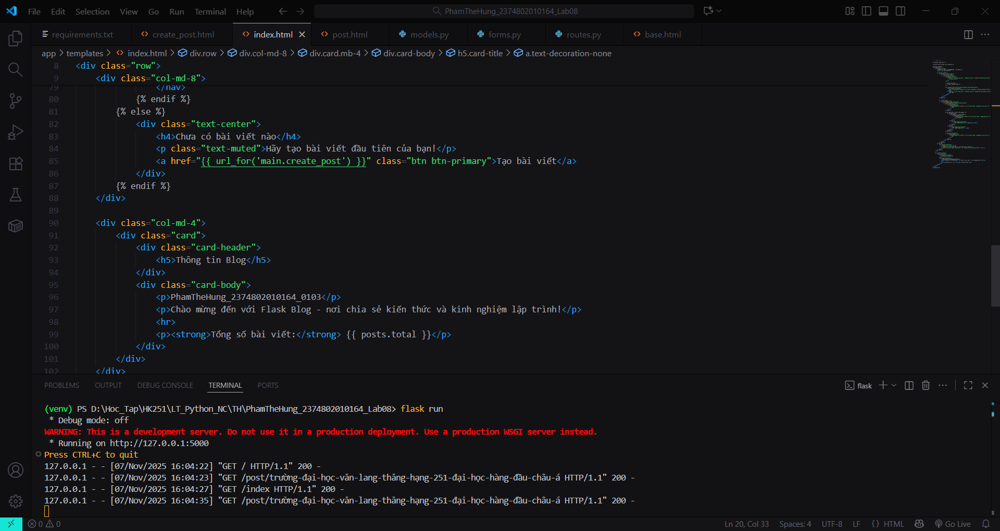 File Edit Selection View Go Run Terminal Help PhamTheHung_2374802010164_Lab08
requirements.txt create_post.html index.html post.html models.py forms.py routes.py base.html
app > templates > index.html > div.row > div.col-md-8 > div.card.mb-4 > div.card-body > h5.card-title > a.text-decoration-none
8 <div class="row">
9 <div class="col-md-8">
79 </nav>
80 {% endif %}
81 {% else %}
82 <div class="text-center">
83 <h4>Chưa có bài viết nào</h4>
84 <p class="text-muted">Hãy tạo bài viết đầu tiên của bạn!</p>
85 <a href="{{ url_for('main.create_post') }}" class="btn btn-primary">Tạo bài viết</a>
86 </div>
87 {% endif %}
88 </div>
89
90 <div class="col-md-4">
91 <div class="card">
92 <div class="card-header">
93 <h5>Thông tin Blog</h5>
94 </div>
95 <div class="card-body">
96 <p>PhamTheHung_2374802010164_0103</p>
97 <p>Chào mừng đến với Flask Blog - nơi chia sẻ kiến thức và kinh nghiệm lập trình!</p>
98 <hr>
99 <p><strong>Tổng số bài viết:</strong> {{ posts.total }}</p>
100 </div>
101 </div>
102 </div>
PROBLEMS OUTPUT DEBUG CONSOLE TERMINAL PORTS flask
(venv) PS D:\Hoc_Tap\HK251\LT_Python_NC\TH\PhamTheHung_2374802010164_Lab08> flask run
* Debug mode: off
WARNING: This is a development server. Do not use it in a production deployment. Use a production WSGI server instead.
* Running on http://127.0.0.1:5000
Press CTRL+C to quit
127.0.0.1 - - [07/Nov/2025 16:04:22] "GET / HTTP/1.1" 200 -
127.0.0.1 - - [07/Nov/2025 16:04:23] "GET /post/trường-đại-học-văn-lang-thăng-hạng-251-đại-học-hàng-đầu-châu-á HTTP/1.1" 200 -
127.0.0.1 - - [07/Nov/2025 16:04:27] "GET /index HTTP/1.1" 200 -
127.0.0.1 - - [07/Nov/2025 16:04:35] "GET /post/trường-đại-học-văn-lang-thăng-hạng-251-đại-học-hàng-đầu-châu-á HTTP/1.1" 200 -
0 0 Ln 20, Col 33 Spaces: 4 UTF-8 LF {} HTML Go Live